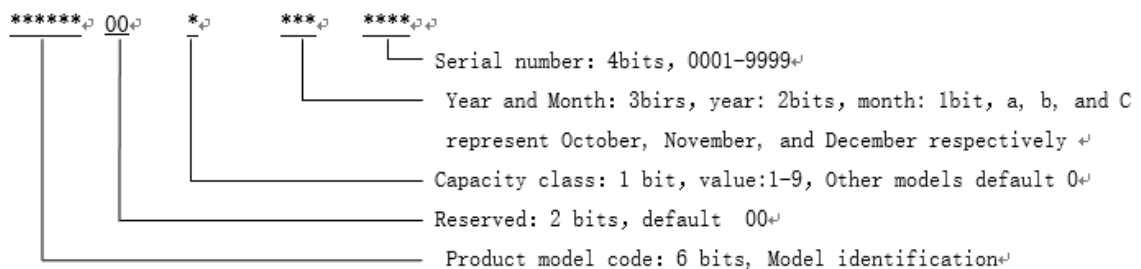 ****** 00 * *** ****
Serial number: 4bits, 0001-9999
Year and Month: 3birs, year: 2bits, month: 1bit, a, b, and C
represent October, November, and December respectively
Capacity class: 1 bit, value:1-9, Other models default 0
Reserved: 2 bits, default 00
Product model code: 6 bits, Model identification